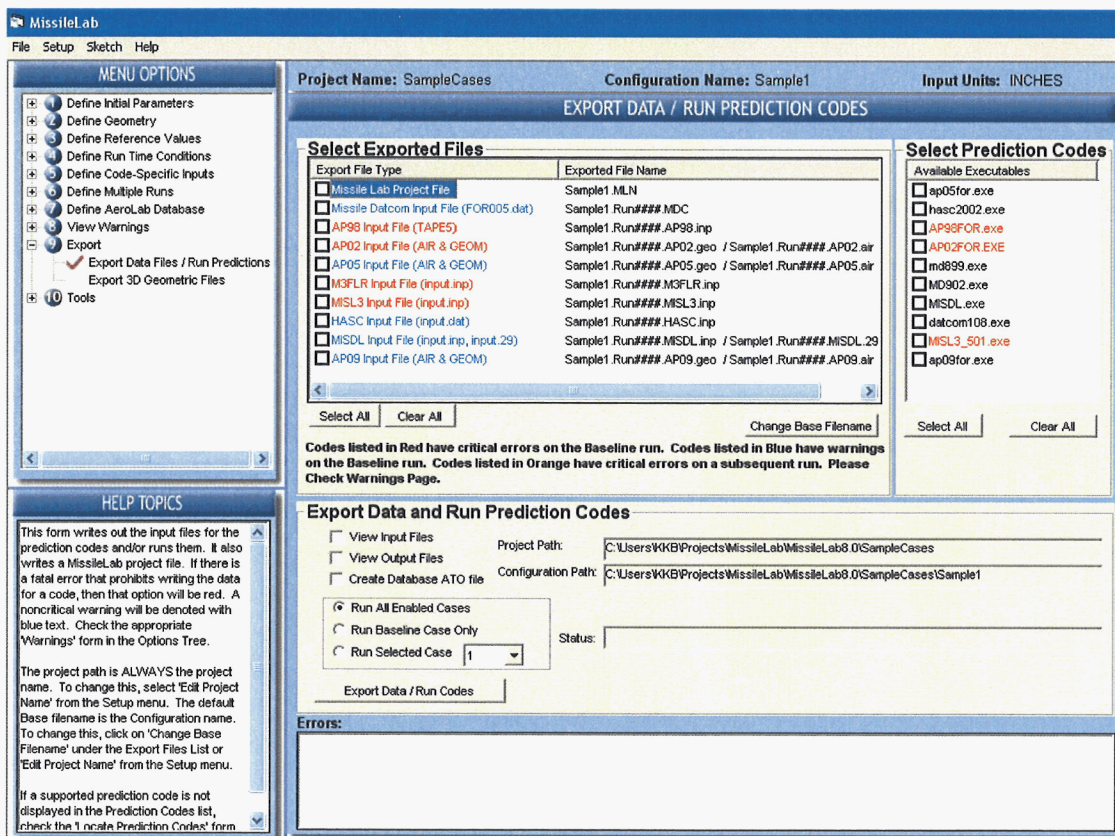 MissileLab
File Setup Sketch Help
MENU OPTIONS
1 Define Initial Parameters
2 Define Geometry
3 Define Reference Values
4 Define Run Time Conditions
5 Define Code-Specific Inputs
6 Define Multiple Runs
7 Define AeroLab Database
8 View Warnings
9 Export
Export Data Files / Run Predictions
Export 3D Geometric Files
10 Tools
HELP TOPICS
This form writes out the input files for the
prediction codes and/or runs them. It also
writes a MissileLab project file. If there is
a fatal error that prohibits writing the data
for a code, then that option will be red. A
noncritical warning will be denoted with
blue text. Check the appropriate
'Warnings' form in the Options Tree.
The project path is ALWAYS the project
name. To change this, select 'Edit Project
Name' from the Setup menu. The default
Base filename is the Configuration name.
To change this, click on 'Change Base
Filename' under the Export Files List or
'Edit Project Name' from the Setup menu.
If a supported prediction code is not
displayed in the Prediction Codes list,
check the 'Locate Prediction Codes' form
Project Name: SampleCases Configuration Name: Sample1 Input Units: INCHES
EXPORT DATA / RUN PREDICTION CODES
Select Exported Files
Export File Type Exported File Name
Missile Lab Project File Sample1.MLN
Missile Datcom Input File (FOR005.dat) Sample1.Run####.MDC
AP98 Input File (TAPE5) Sample1.Run####.AP98.inp
AP02 Input File (AIR & GEOM) Sample1.Run####.AP02.geo / Sample1.Run####.AP02.air
AP05 Input File (AIR & GEOM) Sample1.Run####.AP05.geo / Sample1.Run####.AP05.air
M3FLR Input File (input.inp) Sample1.Run####.M3FLR.inp
MISL3 Input File (input.inp) Sample1.Run####.MISL3.inp
HASC Input File (input.dat) Sample1.Run####.HASC.inp
MISDL Input File (input.inp, input.29) Sample1.Run####.MISDL.inp / Sample1.Run####.MISDL.29
AP09 Input File (AIR & GEOM) Sample1.Run####.AP09.geo / Sample1.Run####.AP09.air
Select All Clear All Change Base Filename
Codes listed in Red have critical errors on the Baseline run. Codes listed in Blue have warnings
on the Baseline run. Codes listed in Orange have critical errors on a subsequent run. Please
Check Warnings Page.
Select Prediction Codes
Available Executables
ap05for.exe
hasc2002.exe
AP98FOR.exe
AP02FOR.EXE
md899.exe
MD902.exe
MISDL.exe
datcom108.exe
MISL3_501.exe
ap09for.exe
Select All Clear All
Export Data and Run Prediction Codes
View Input Files
View Output Files
Create Database ATO file
Project Path: C:\Users\KKB\Projects\MissileLab\MissileLab8.0\SampleCases
Configuration Path: C:\Users\KKB\Projects\MissileLab\MissileLab8.0\SampleCases\Sample1
Run All Enabled Cases
Run Baseline Case Only
Run Selected Case 1
Status:
Export Data / Run Codes
Errors: